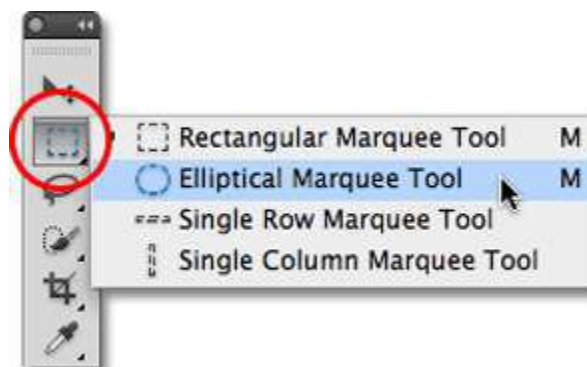 Rectangular Marquee Tool M
Elliptical Marquee Tool M
Single Row Marquee Tool
Single Column Marquee Tool